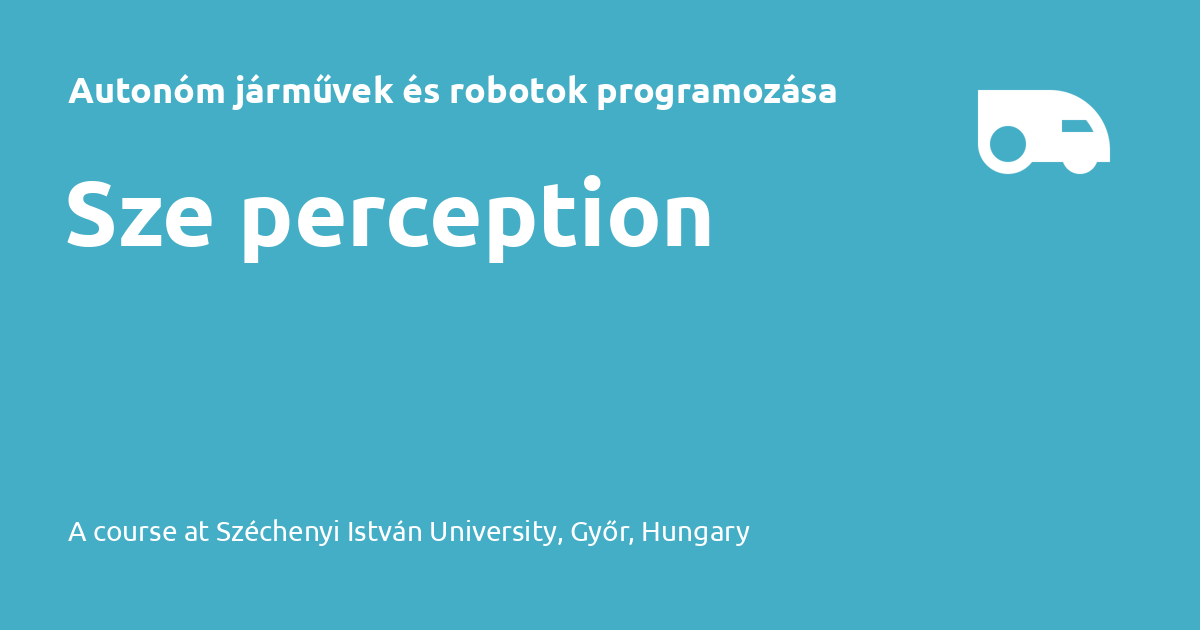 Autonóm járművek és robotok programozása
Sze perception
A course at Széchenyi István University, Győr, Hungary